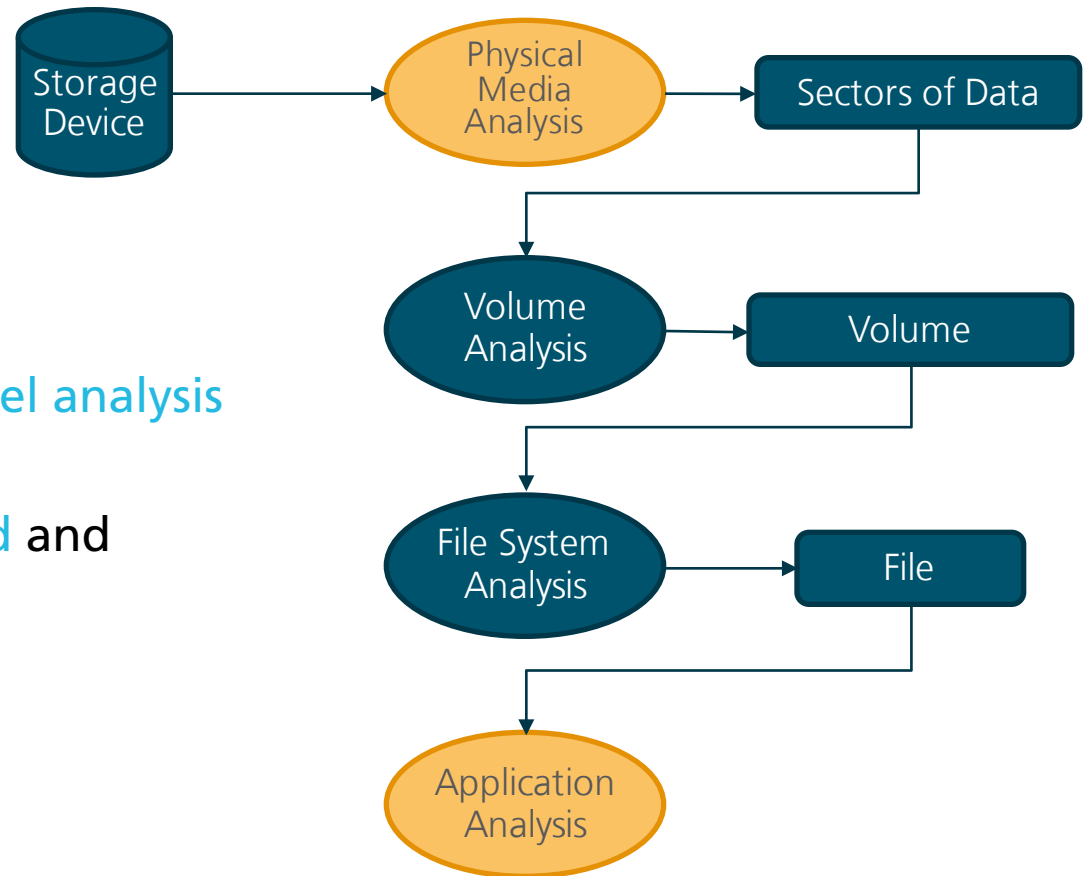 Storage
Device
Physical
Media
Analysis
Sectors of Data
Volume
Analysis
Volume
el analysis
d and
File System
Analysis
File
Application
Analysis